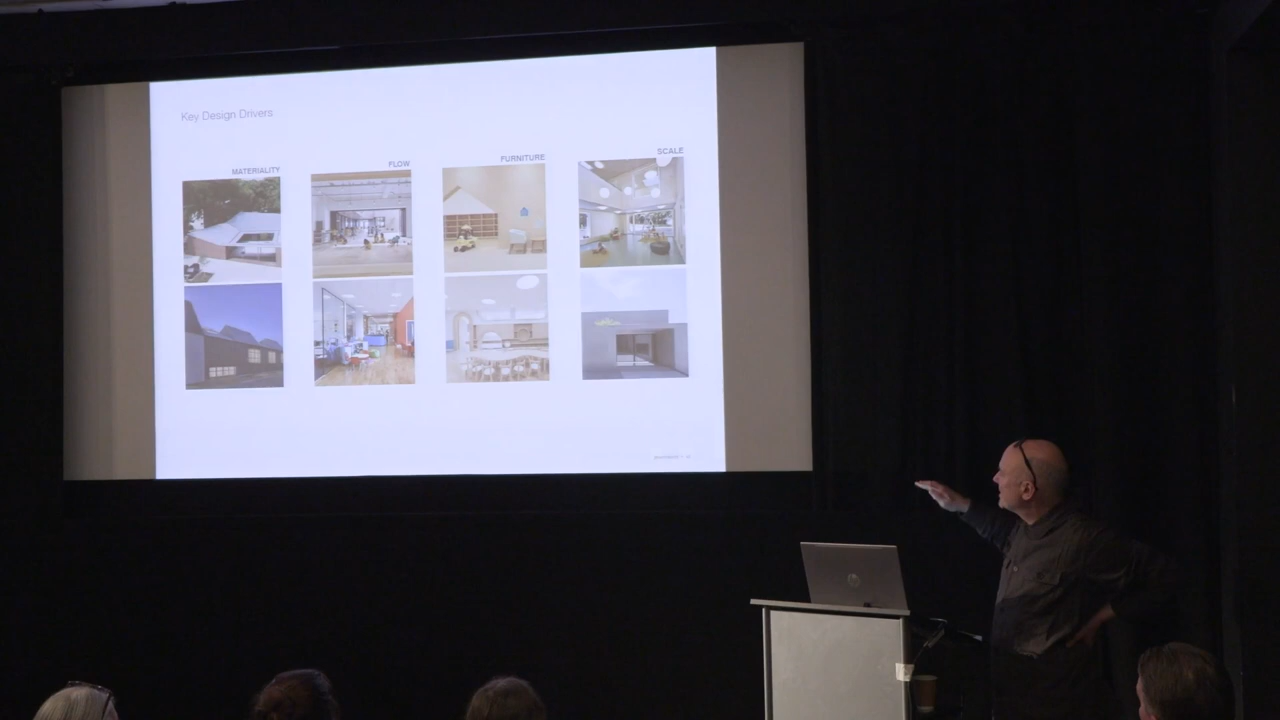 Key Design Drivers
MATERIALITY
FLOW
FURNITURE
SCALE